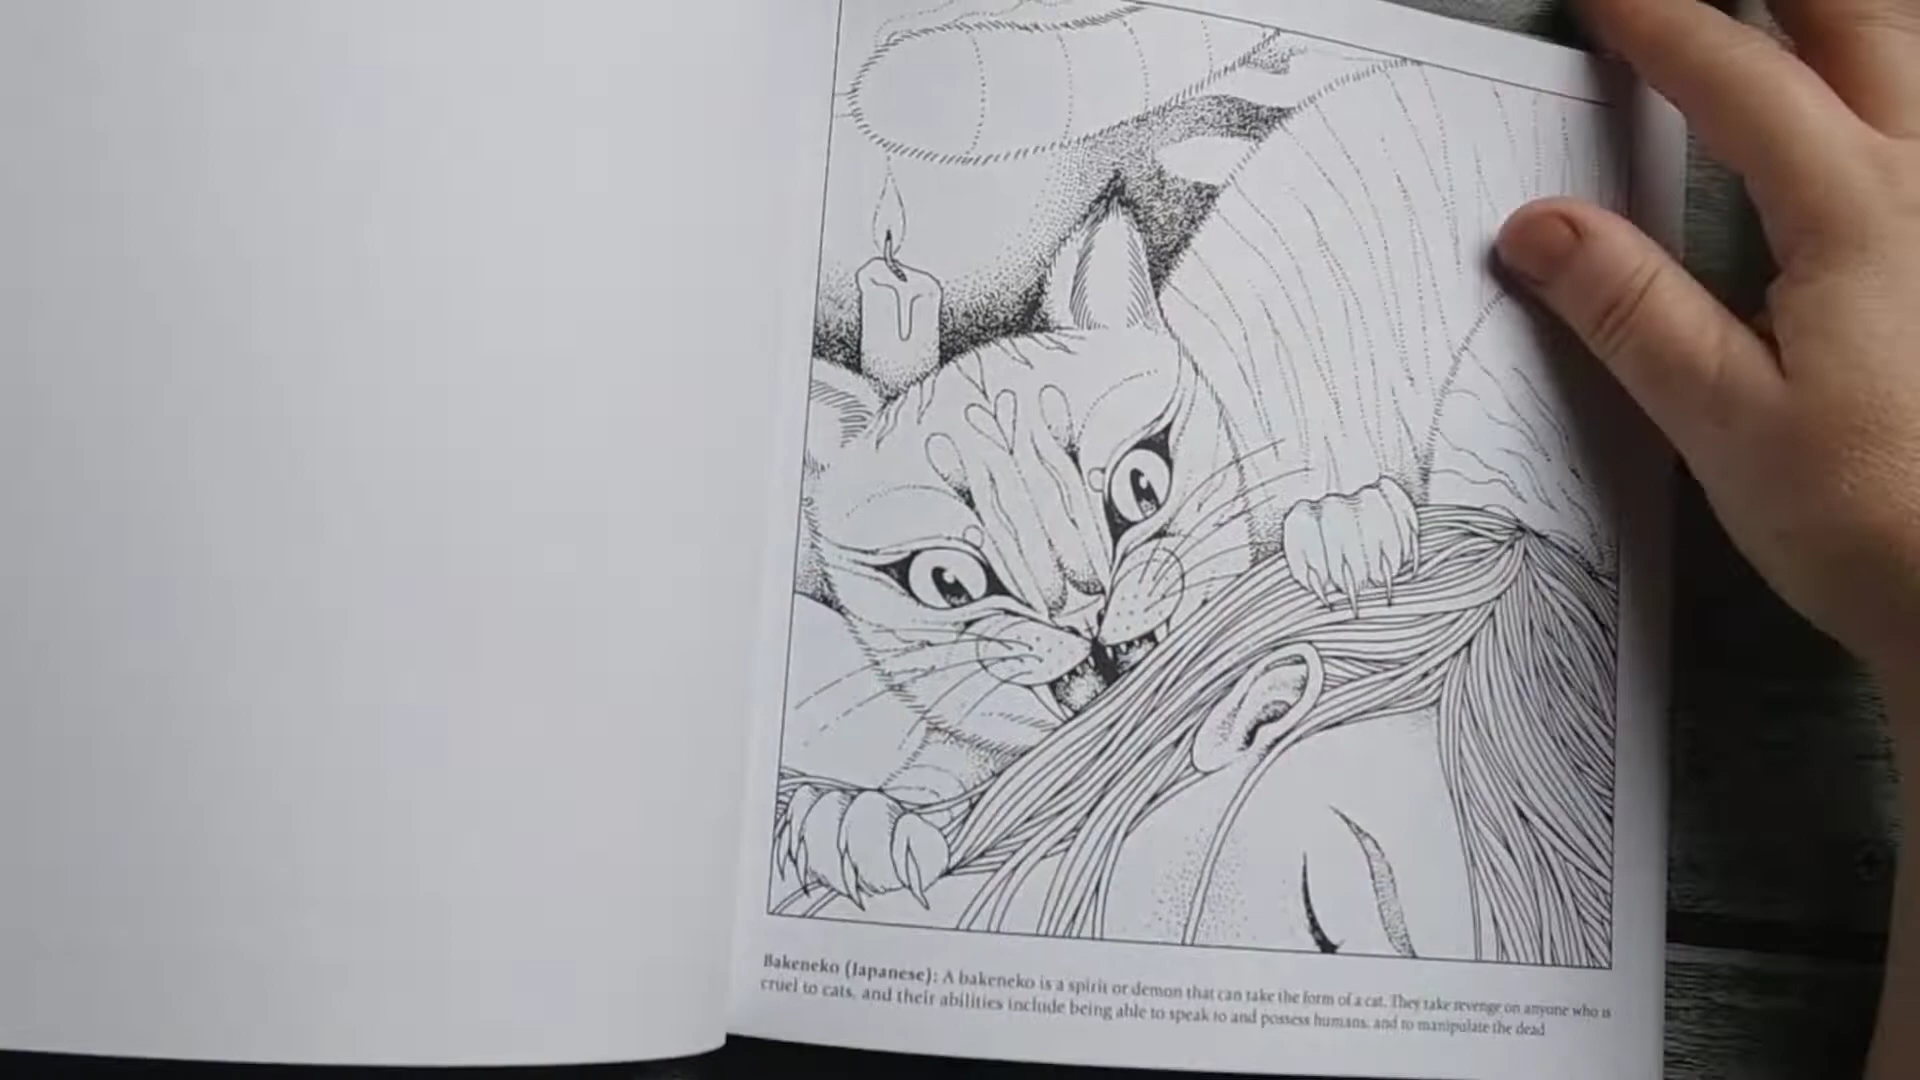 Bakeneko (Japanese): A bakeneko is a spirit or demon that can take the form of a cat. They take revenge on anyone who is
cruel to cats, and their abilities include being able to speak to and possess humans, and to manipulate the dead